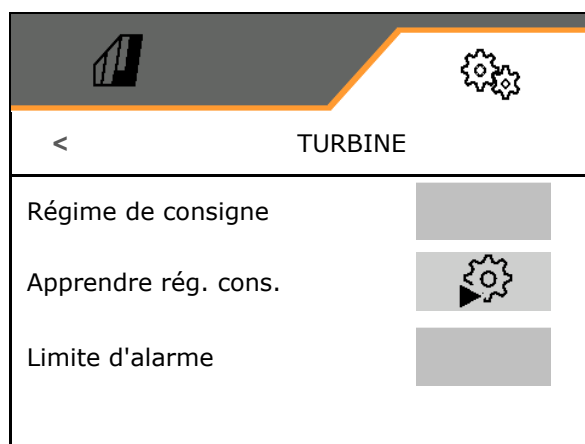 < TURBINE
Régime de consigne
Apprendre rég. cons.
Limite d'alarme